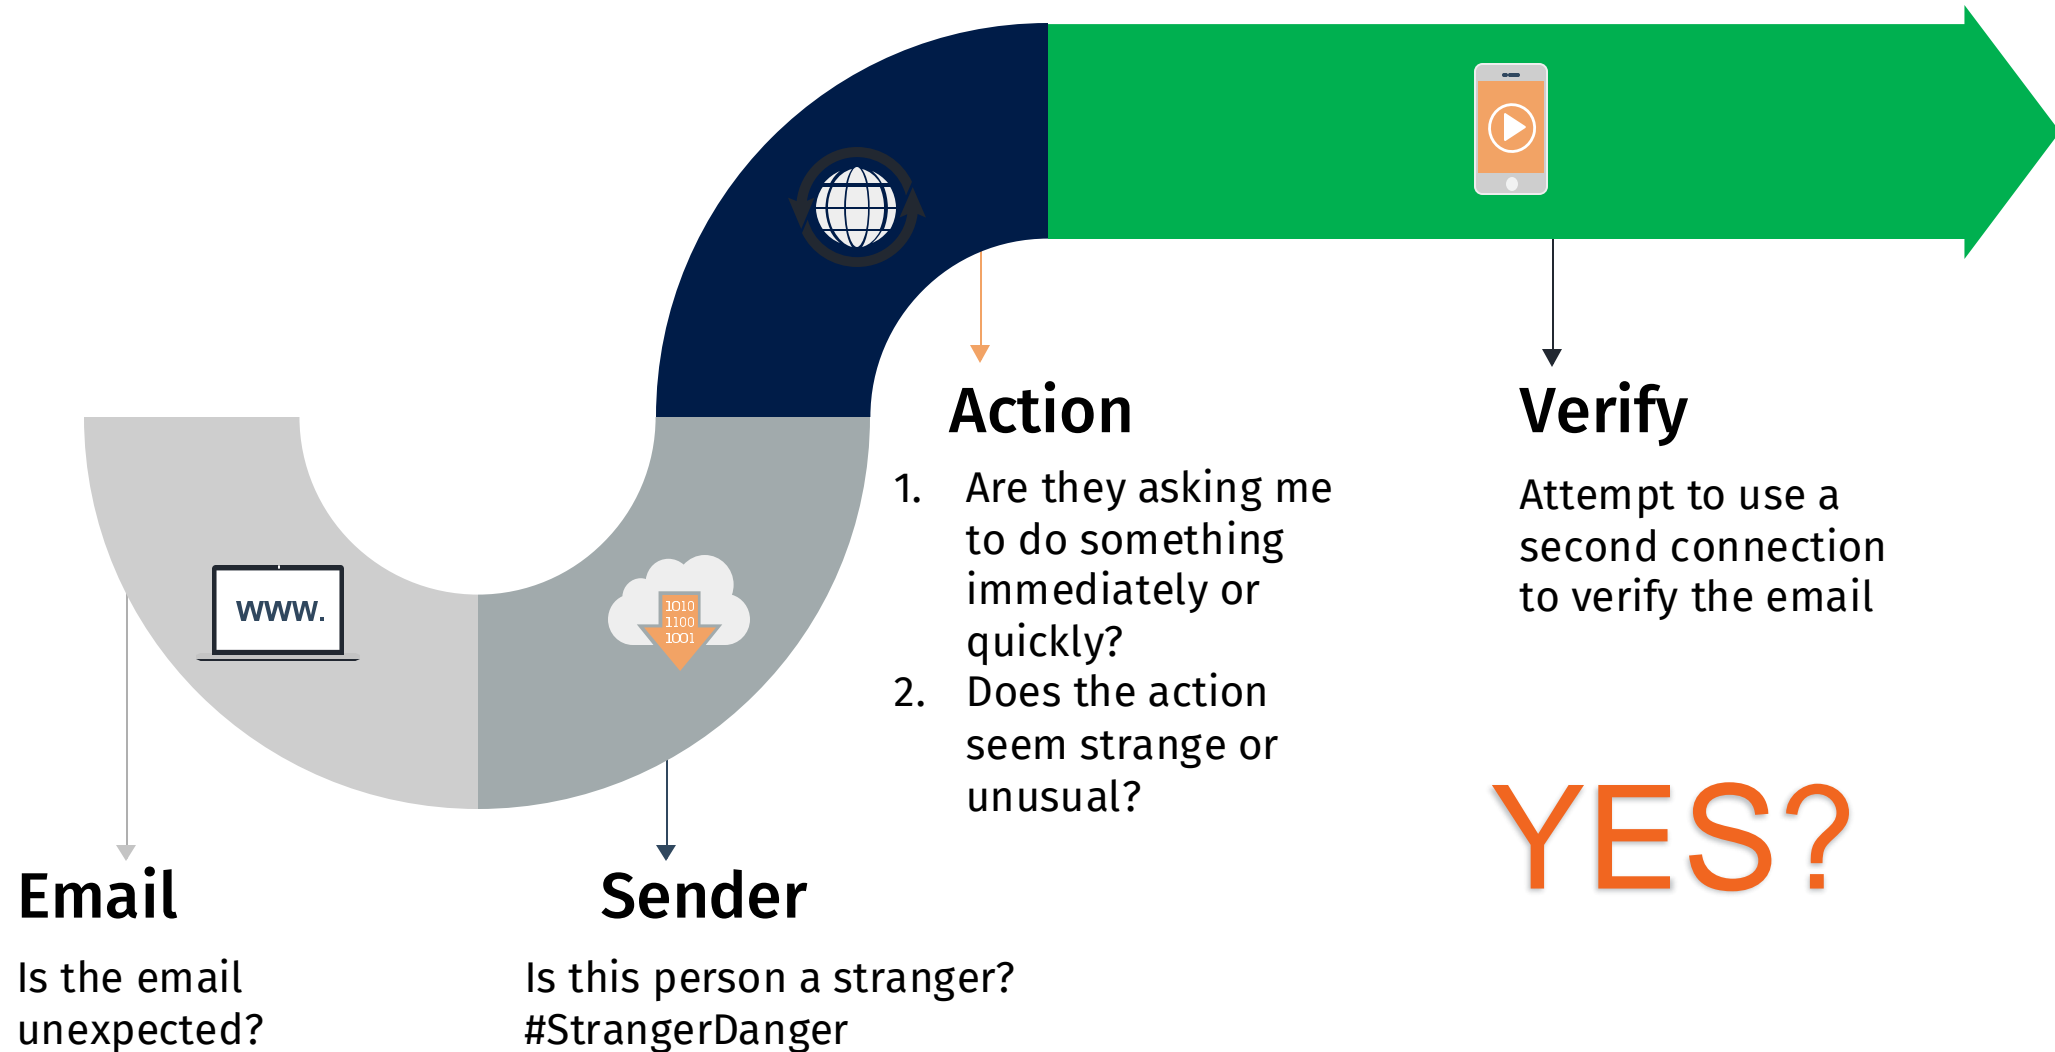 www.
1010
1100
1001
Email
Is the email
unexpected?
Sender
Is this person a stranger?
#StrangerDanger
Action
1. Are they asking me
to do something
immediately or
quickly?
2. Does the action
seem strange or
unusual?
Verify
Attempt to use a
second connection
to verify the email
YES?